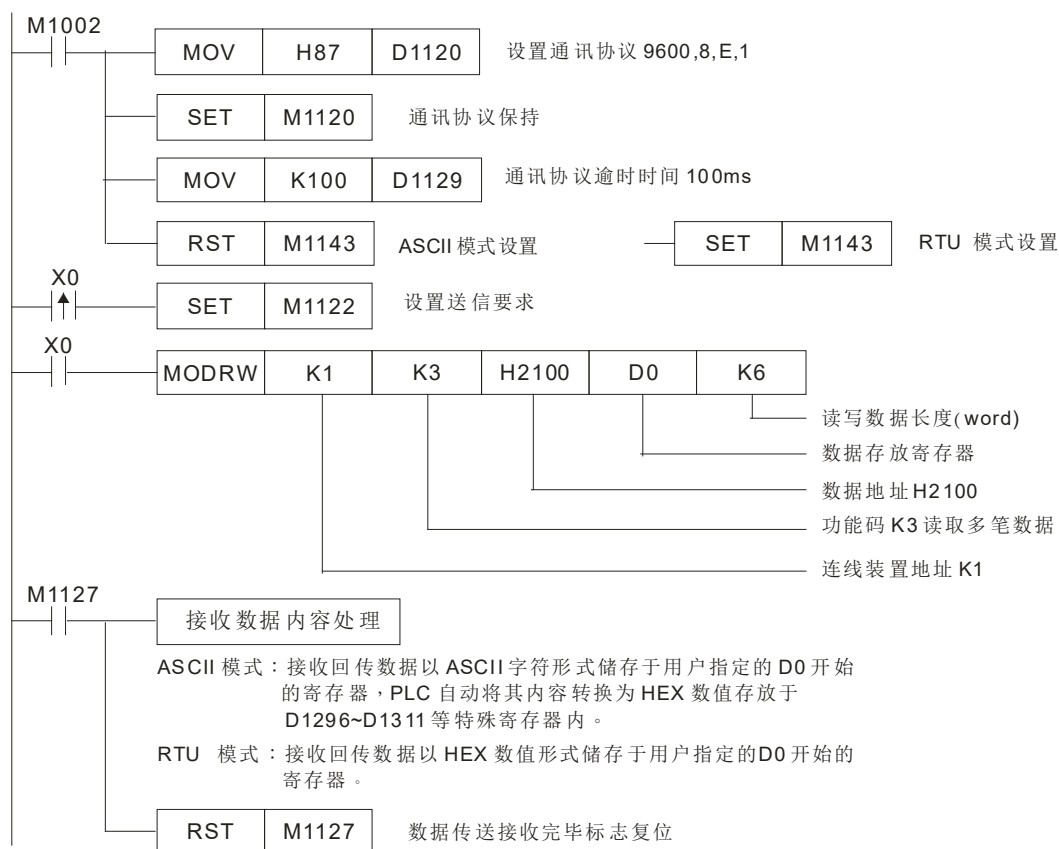 M1002
MOV H87 D1120 设置通讯协议 9600,8,E,1
SET M1120 通讯协议保持
MOV K100 D1129 通讯协议逾时时间 100ms
RST M1143 ASCII 模式设置 SET M1143 RTU 模式设置
X0
SET M1122 设置送信要求
X0
MODRW K1 K3 H2100 D0 K6
读写数据长度(word)
数据存放寄存器
数据地址H2100
功能码 K3 读取多笔数据
连线装置地址 K1
M1127
接收数据内容处理
ASCII 模式：接收回传数据以 ASCII 字符形式储存于用户指定的 D0 开始
的寄存器，PLC 自动将其内容转换为 HEX 数值存放于
D1296~D1311 等特殊寄存器内。
RTU 模式：接收回传数据以 HEX 数值形式储存于用户指定的D0 开始的
寄存器。
RST M1127 数据传送接收完毕标志复位